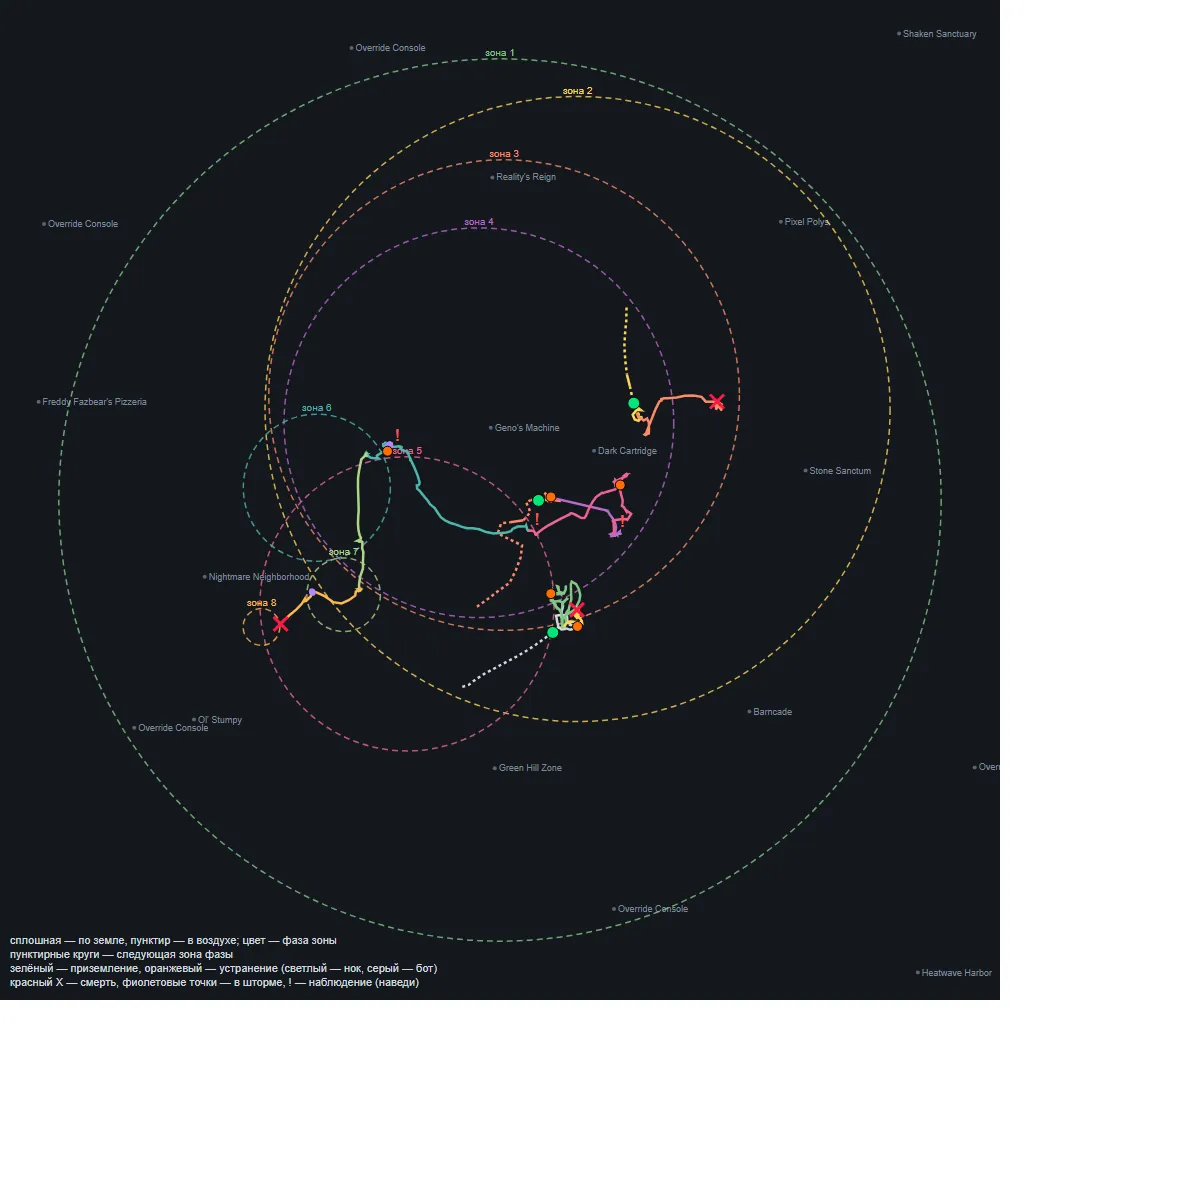 Shaken Sanctuary
Override Console
зона 1
зона 2
зона 3
Reality's Reign
зона 4
Pixel Polys
Override Console
Freddy Fazbear's Pizzeria
зона 6
Geno's Machine
!
зона 5
Dark Cartridge
Stone Sanctum
!
!
зона 7
Nightmare Neighborhood
зона 8
Barncade
Ol' Stumpy
Override Console
Green Hill Zone
Over
Override Console
сплошная — по земле, пунктир — в воздухе; цвет — фаза зоны
пунктирные круги — следующая зона фазы
зелёный — приземление, оранжевый — устранение (светлый — нок, серый — бот)
красный X — смерть, фиолетовые точки — в шторме, ! — наблюдение (наведи)
Heatwave Harbor